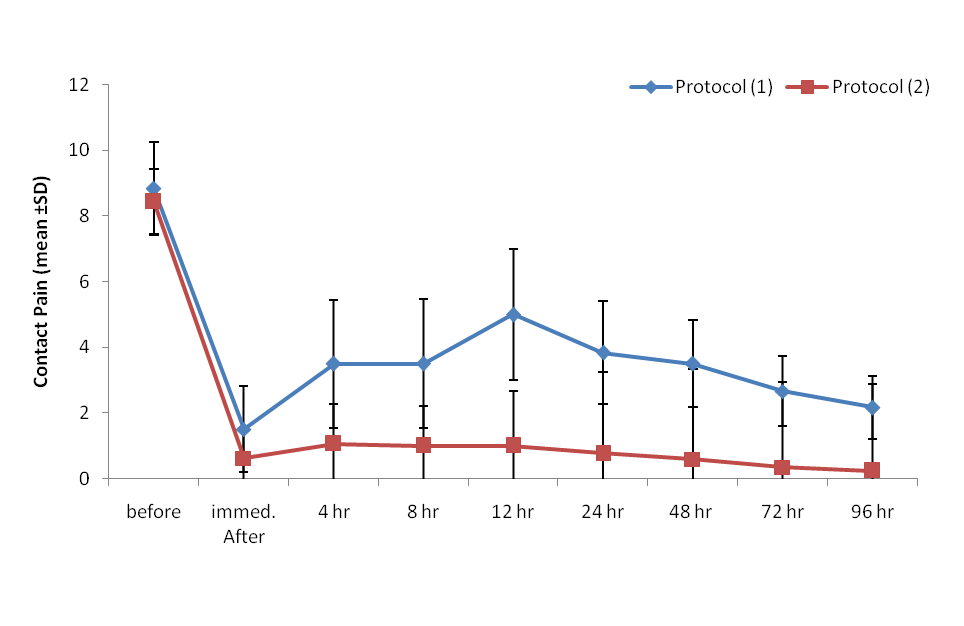 Protocol (1)
Protocol (2)
Contact Pain (mean ±SD)
12
10
8
6
4
2
0
before
immed.
After
4 hr
8 hr
12 hr
24 hr
48 hr
72 hr
96 hr